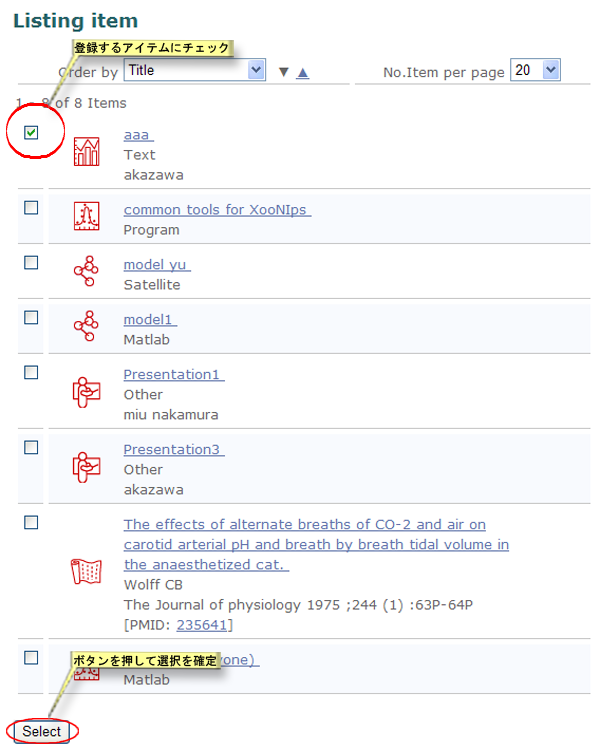 Listing item
登録するアイテムにチェック
Order by Title ▼ ▲ No.Item per page 20
1 - 8 of 8 Items
aaa
Text
akazawa
common tools for XooNIps
Program
model yu
Satellite
model1
Matlab
Presentation1
Other
miu nakamura
Presentation3
Other
akazawa
The effects of alternate breaths of CO-2 and air on
carotid arterial pH and breath by breath tidal volume in
the anaesthetized cat.
Wolff CB
The Journal of physiology 1975 ;244 (1) :63P-64P
[PMID: 235641]
ボタンを押して選択を確定
Matlab
Select